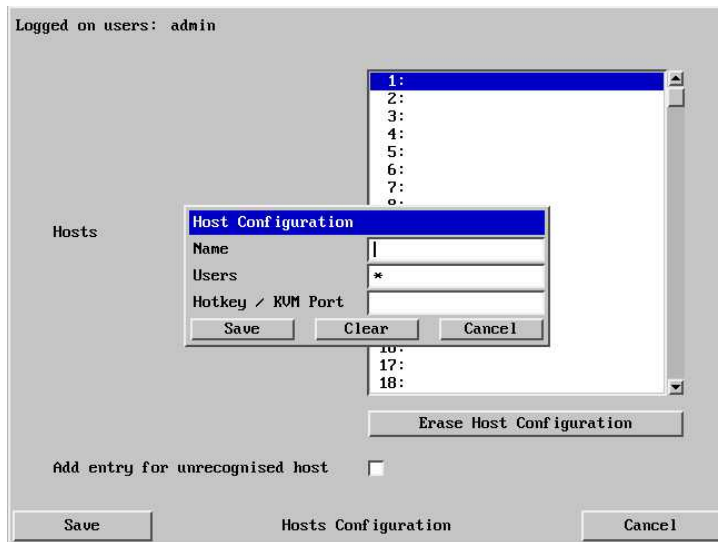 Logged on users: admin
1:
2:
3:
4:
5:
6:
7:
Hosts
Host Configuration
Name
Users *
Hotkey / KVM Port
Save Clear Cancel
17:
18:
Erase Host Configuration
Add entry for unrecognised host
Save Hosts Configuration Cancel